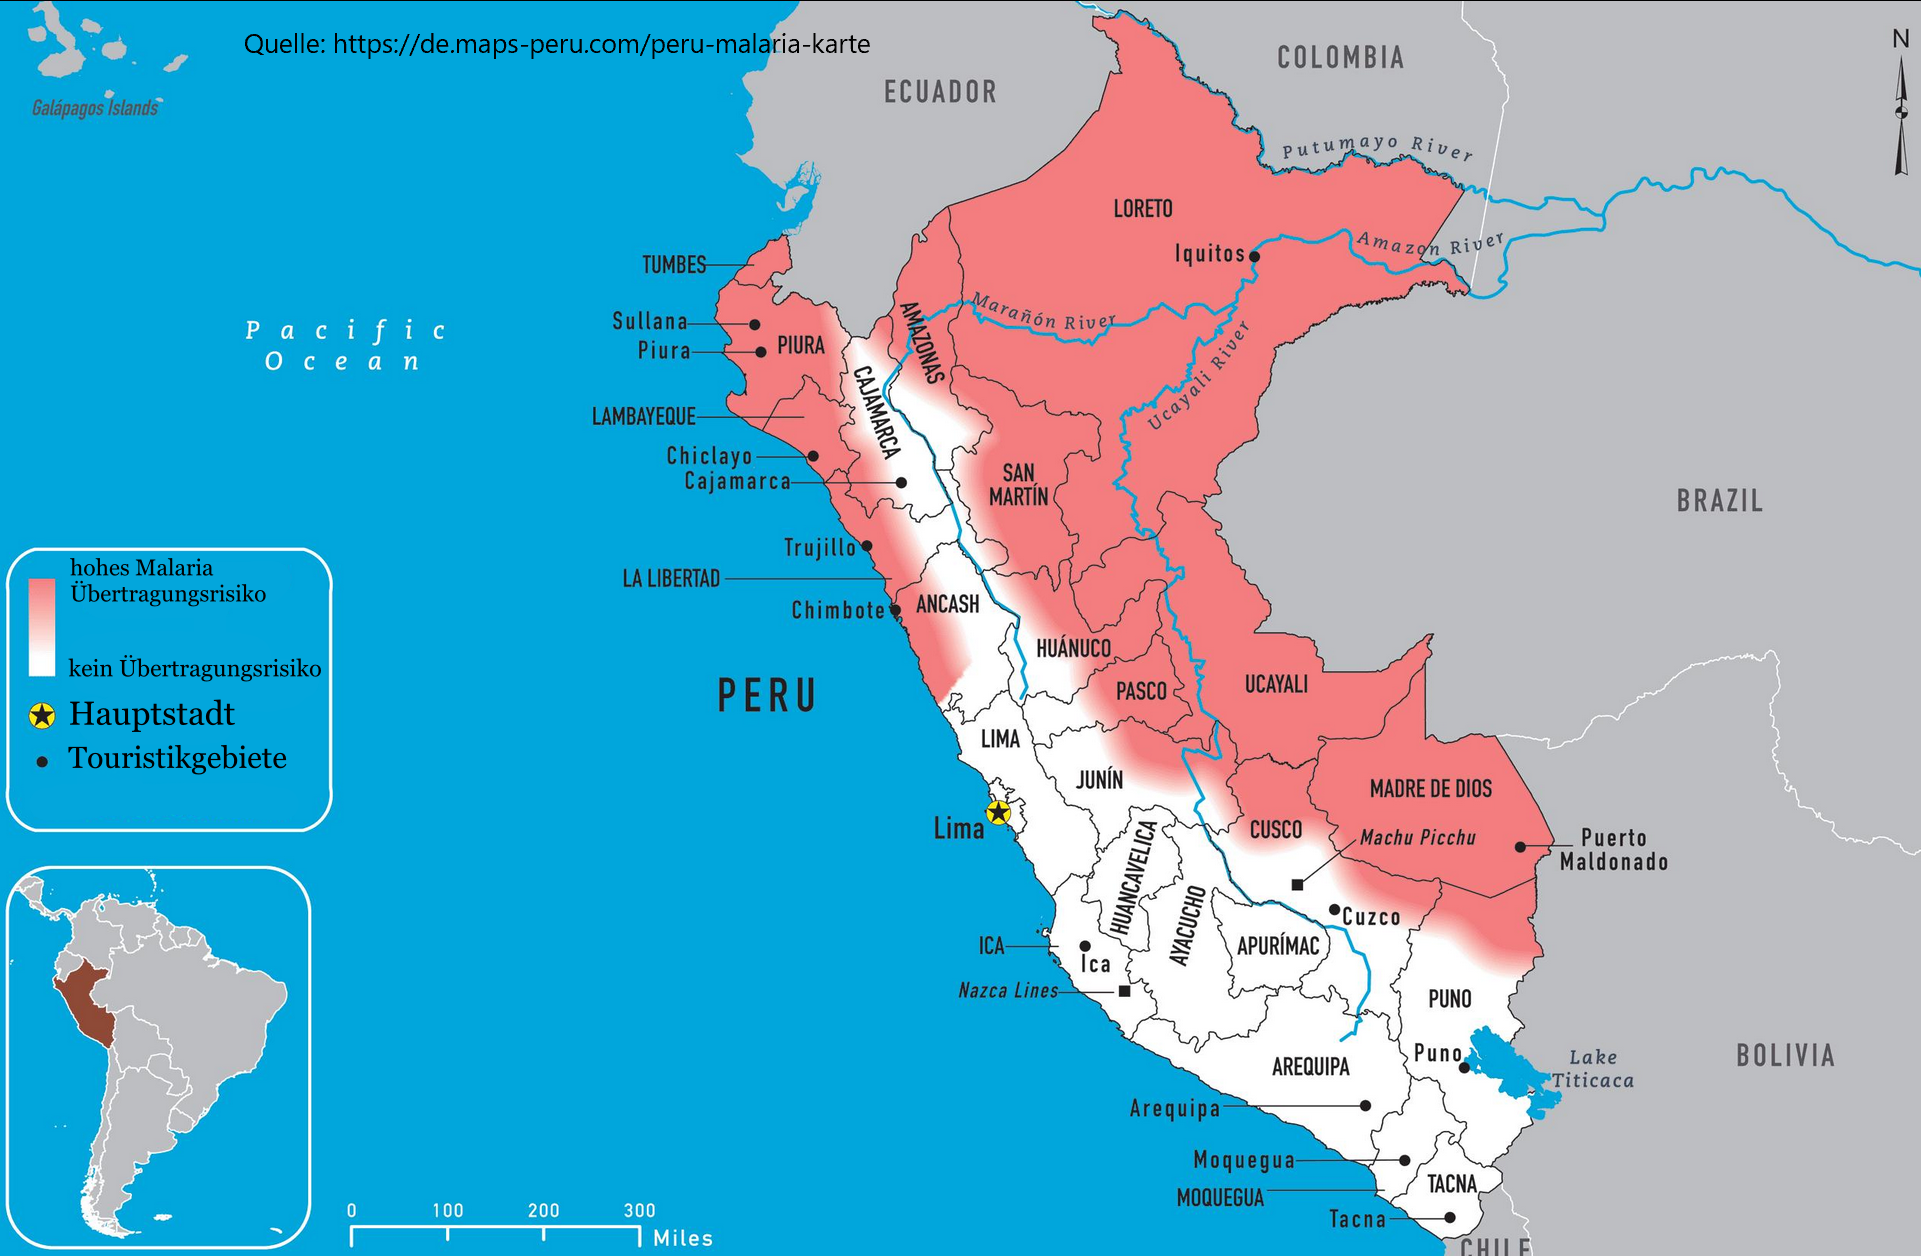 Quelle: https://de.maps-peru.com/peru-malaria-karte
N
COLOMBIA
ECUADOR
Galápagos Islands
Putumayo River
LORETO
Amazon River
Iquitos
TUMBES
Marañón River
AMAZONAS
Sullana
Pacific
Ocean
PIURA
Piura
Ucayali River
CAJAMARCA
LAMBAYEQUE
Chiclayo
Cajamarca
SAN
MARTÍN
BRAZIL
Trujillo
LA LIBERTAD
Chimbote
ANCASH
HUÁNUCO
PERU
PASCO
UCAYALI
LIMA
JUNÍN
MADRE DE DIOS
Lima
CUSCO
Machu Picchu
Puerto
Maldonado
HUANCAVELICA
AYACUCHO
Cuzco
ICA
Ica
APURÍMAC
Nazca Lines
PUNO
AREQUIPA
Puno
Lake
Titicaca
BOLIVIA
Arequipa
Moquegua
MOQUEGUA
TACNA
Tacna
CHILE
hohes Malaria
Übertragungsrisiko
kein Übertragungsrisiko
Hauptstadt
Touristikgebiete
0 100 200 300
Miles